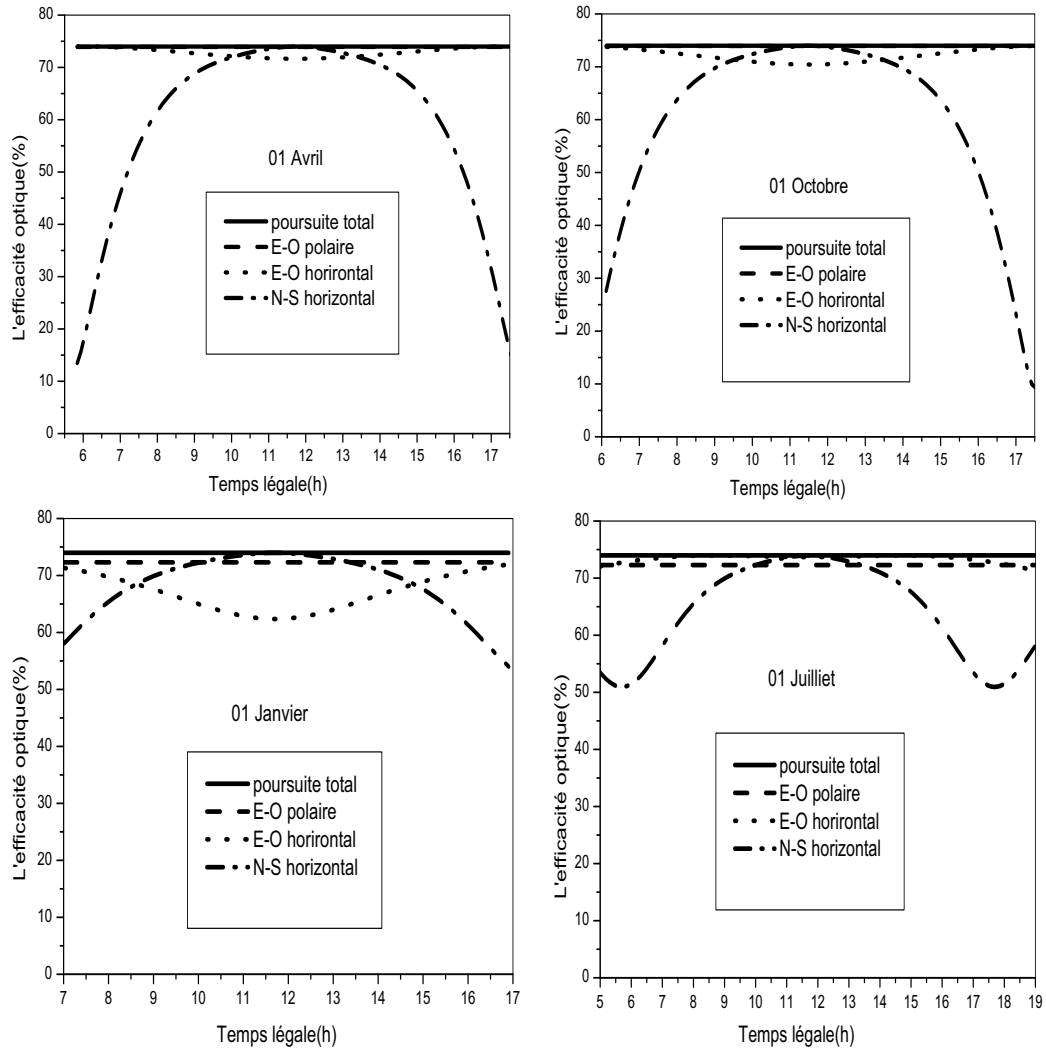 80
70
60
50
40
30
20
10
0
L'efficacité optique(%)
01 Avril
poursuite total
E-O polaire
E-O horirontal
N-S horizontal
6 7 8 9 10 11 12 13 14 15 16 17
Temps légale(h)
80
70
60
50
40
30
20
10
0
L'efficacité optique(%)
01 Octobre
poursuite total
E-O polaire
E-O horirontal
N-S horizontal
6 7 8 9 10 11 12 13 14 15 16 17
Temps légale(h)
80
70
60
50
40
30
20
10
0
L'efficacité optique(%)
01 Janvier
poursuite total
E-O polaire
E-O horirontal
N-S horizontal
7 8 9 10 11 12 13 14 15 16 17
Temps légale(h)
80
70
60
50
40
30
20
10
0
L'efficacité optique(%)
01 Juilliet
poursuite total
E-O polaire
E-O horirontal
N-S horizontal
5 6 7 8 9 10 11 12 13 14 15 16 17 18 19
Temps légale(h)